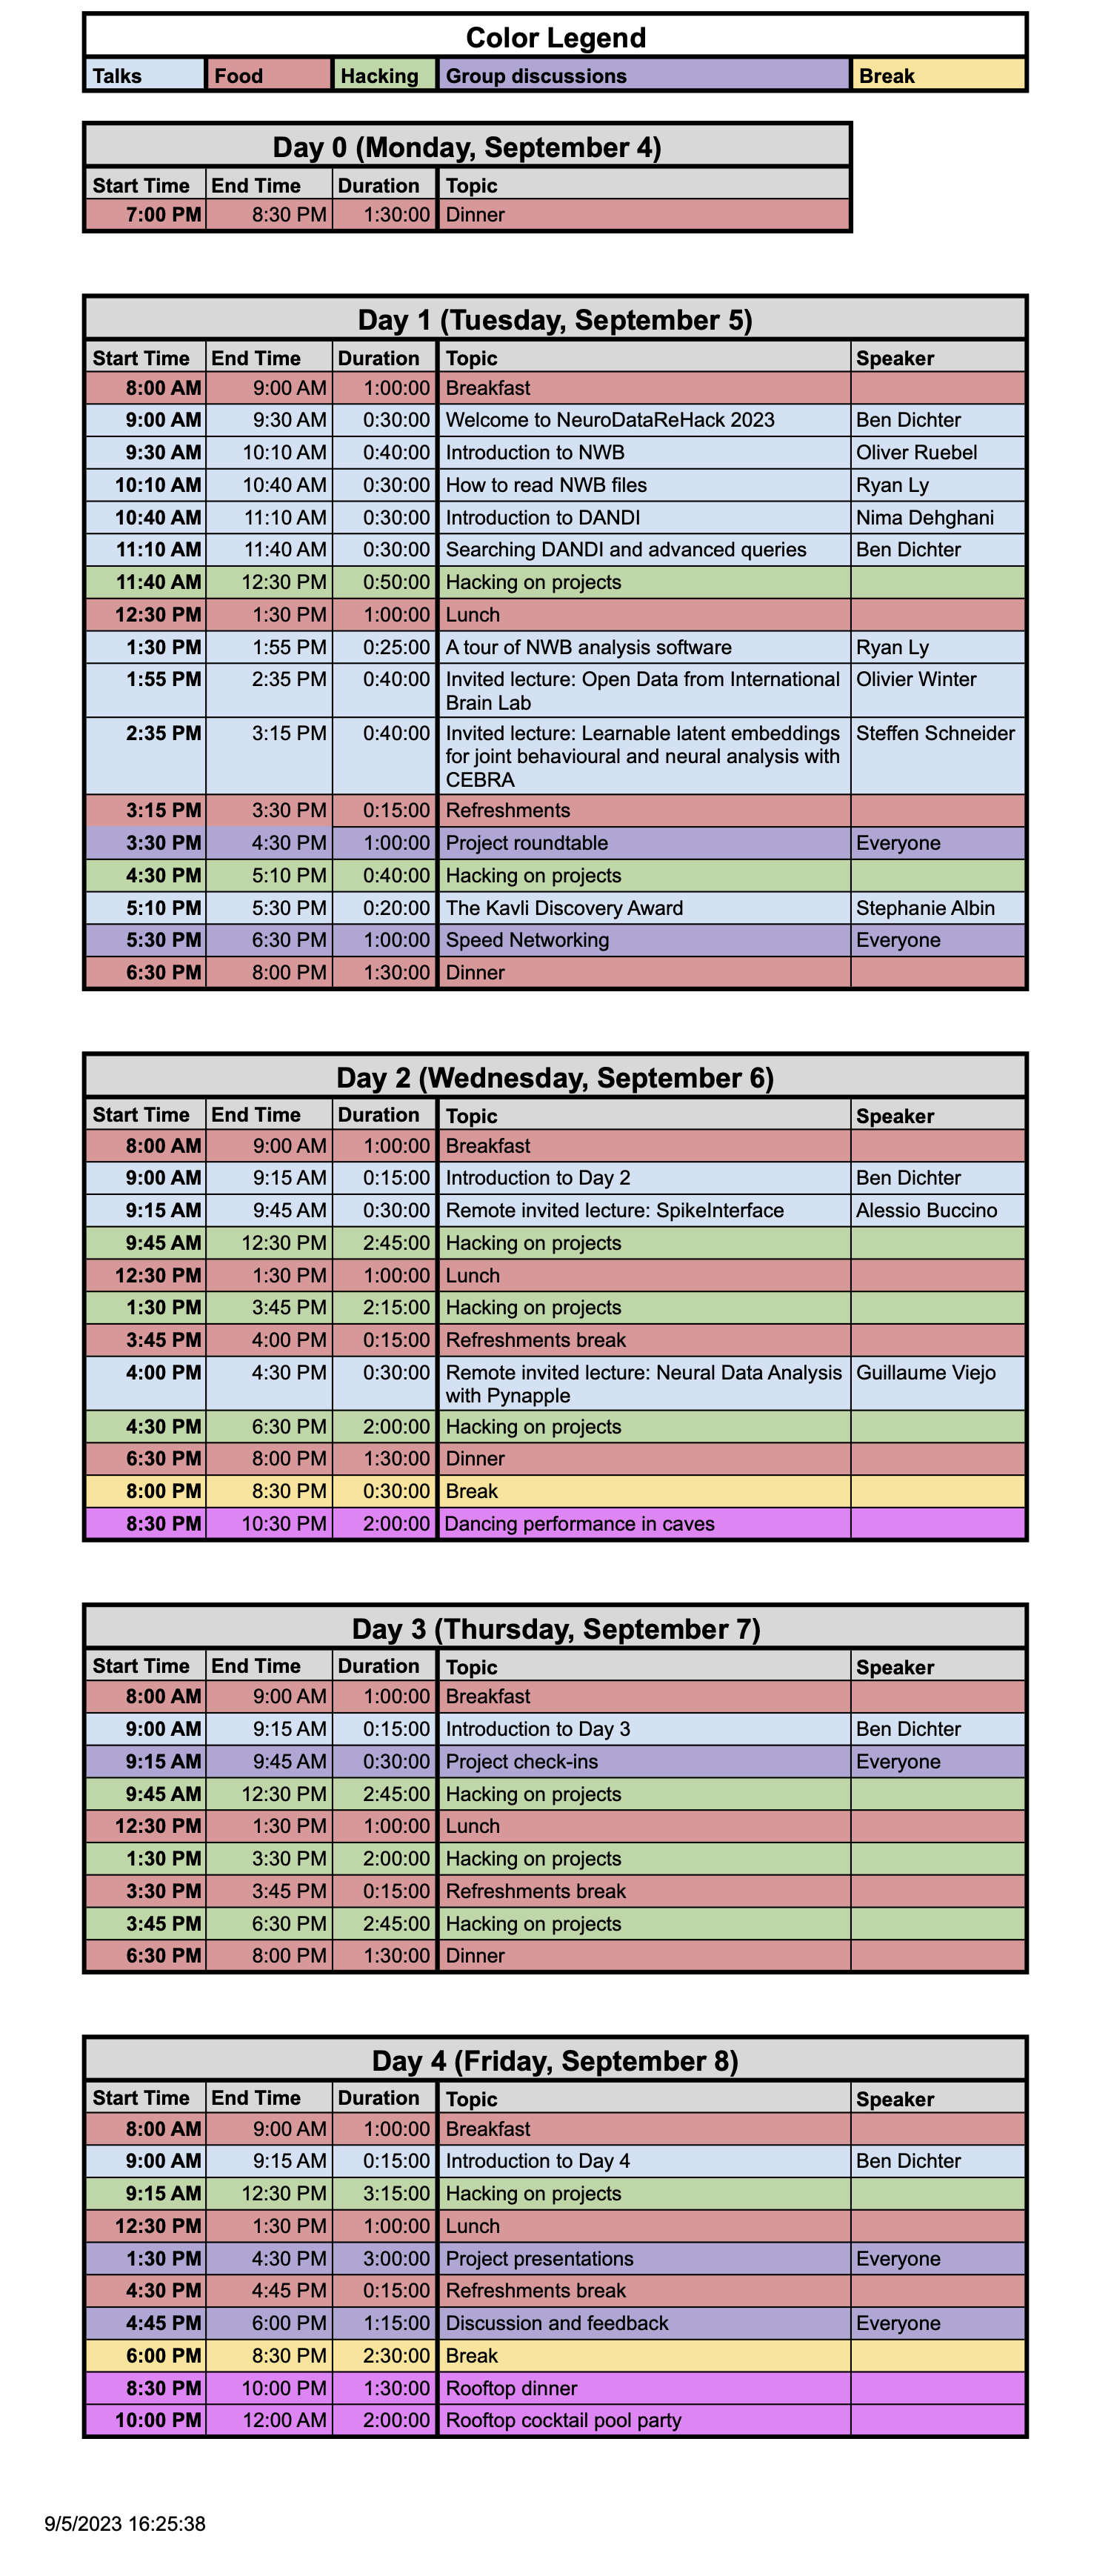 Color Legend
Talks Food Hacking Group discussions Break
Day 0 (Monday, September 4)
Start Time End Time Duration Topic
7:00 PM 8:30 PM 1:30:00 Dinner
Day 1 (Tuesday, September 5)
Start Time End Time Duration Topic Speaker
8:00 AM 9:00 AM 1:00:00 Breakfast
9:00 AM 9:30 AM 0:30:00 Welcome to NeuroDataReHack 2023 Ben Dichter
9:30 AM 10:10 AM 0:40:00 Introduction to NWB Oliver Ruebel
10:10 AM 10:40 AM 0:30:00 How to read NWB files Ryan Ly
10:40 AM 11:10 AM 0:30:00 Introduction to DANDI Nima Dehghani
11:10 AM 11:40 AM 0:30:00 Searching DANDI and advanced queries Ben Dichter
11:40 AM 12:30 PM 0:50:00 Hacking on projects
12:30 PM 1:30 PM 1:00:00 Lunch
1:30 PM 1:55 PM 0:25:00 A tour of NWB analysis software Ryan Ly
1:55 PM 2:35 PM 0:40:00 Invited lecture: Open Data from International Olivier Winter
Brain Lab
2:35 PM 3:15 PM 0:40:00 Invited lecture: Learnable latent embeddings Steffen Schneider
for joint behavioural and neural analysis with
CEBRA
3:15 PM 3:30 PM 0:15:00 Refreshments
3:30 PM 4:30 PM 1:00:00 Project roundtable Everyone
4:30 PM 5:10 PM 0:40:00 Hacking on projects
5:10 PM 5:30 PM 0:20:00 The Kavli Discovery Award Stephanie Albin
5:30 PM 6:30 PM 1:00:00 Speed Networking Everyone
6:30 PM 8:00 PM 1:30:00 Dinner
Day 2 (Wednesday, September 6)
Start Time End Time Duration Topic Speaker
8:00 AM 9:00 AM 1:00:00 Breakfast
9:00 AM 9:15 AM 0:15:00 Introduction to Day 2 Ben Dichter
9:15 AM 9:45 AM 0:30:00 Remote invited lecture: SpikeInterface Alessio Buccino
9:45 AM 12:30 PM 2:45:00 Hacking on projects
12:30 PM 1:30 PM 1:00:00 Lunch
1:30 PM 3:45 PM 2:15:00 Hacking on projects
3:45 PM 4:00 PM 0:15:00 Refreshments break
4:00 PM 4:30 PM 0:30:00 Remote invited lecture: Neural Data Analysis Guillaume Viejo
with Pynapple
4:30 PM 6:30 PM 2:00:00 Hacking on projects
6:30 PM 8:00 PM 1:30:00 Dinner
8:00 PM 8:30 PM 0:30:00 Break
8:30 PM 10:30 PM 2:00:00 Dancing performance in caves
Day 3 (Thursday, September 7)
Start Time End Time Duration Topic Speaker
8:00 AM 9:00 AM 1:00:00 Breakfast
9:00 AM 9:15 AM 0:15:00 Introduction to Day 3 Ben Dichter
9:15 AM 9:45 AM 0:30:00 Project check-ins Everyone
9:45 AM 12:30 PM 2:45:00 Hacking on projects
12:30 PM 1:30 PM 1:00:00 Lunch
1:30 PM 3:30 PM 2:00:00 Hacking on projects
3:30 PM 3:45 PM 0:15:00 Refreshments break
3:45 PM 6:30 PM 2:45:00 Hacking on projects
6:30 PM 8:00 PM 1:30:00 Dinner
Day 4 (Friday, September 8)
Start Time End Time Duration Topic Speaker
8:00 AM 9:00 AM 1:00:00 Breakfast
9:00 AM 9:15 AM 0:15:00 Introduction to Day 4 Ben Dichter
9:15 AM 12:30 PM 3:15:00 Hacking on projects
12:30 PM 1:30 PM 1:00:00 Lunch
1:30 PM 4:30 PM 3:00:00 Project presentations Everyone
4:30 PM 4:45 PM 0:15:00 Refreshments break
4:45 PM 6:00 PM 1:15:00 Discussion and feedback Everyone
6:00 PM 8:30 PM 2:30:00 Break
8:30 PM 10:00 PM 1:30:00 Rooftop dinner
10:00 PM 12:00 AM 2:00:00 Rooftop cocktail pool party
9/5/2023 16:25:38